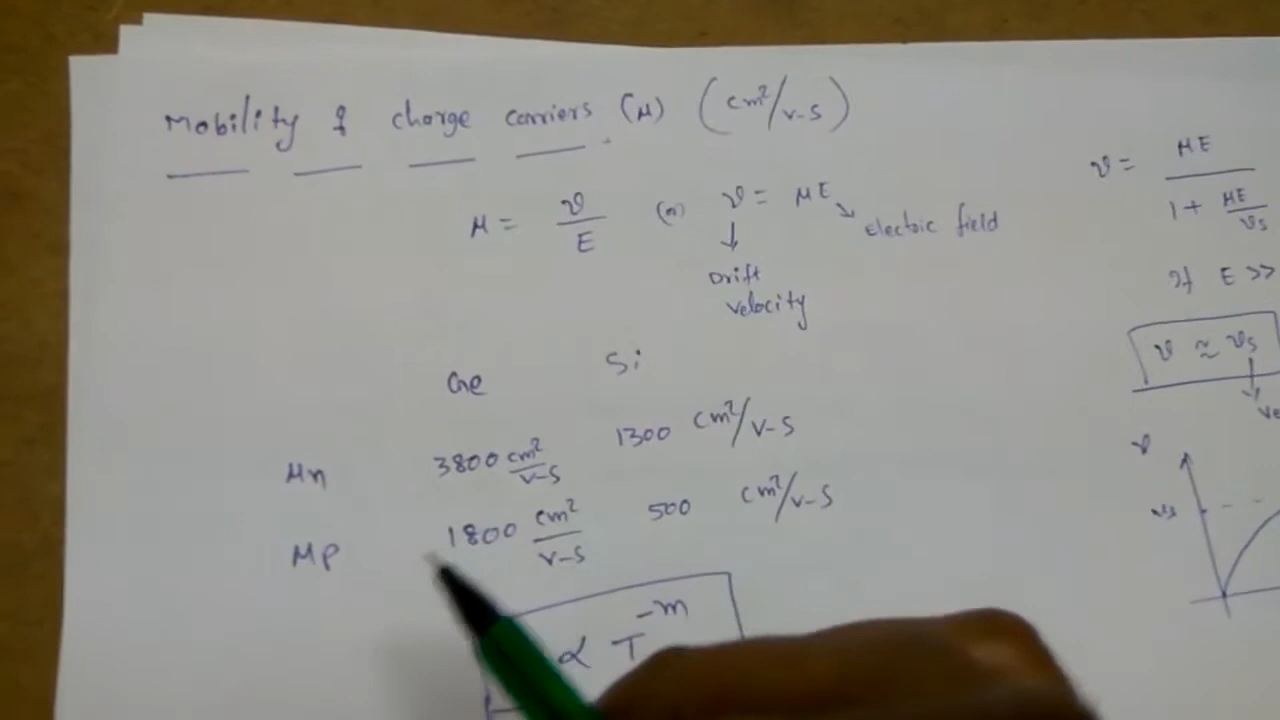 Mobility of charge carriers (μ) (cm²/v-s)
μ = v/E (or) v = μE
Electric field
Drift
velocity
Ge Si
μn 3800 cm²/v-s 1300 cm²/v-s
μp 1800 cm²/v-s 500 cm²/v-s
∝ T^-m
v = μE / (1 + μE/vs)
If E >>
v ≃ vs
v
vs